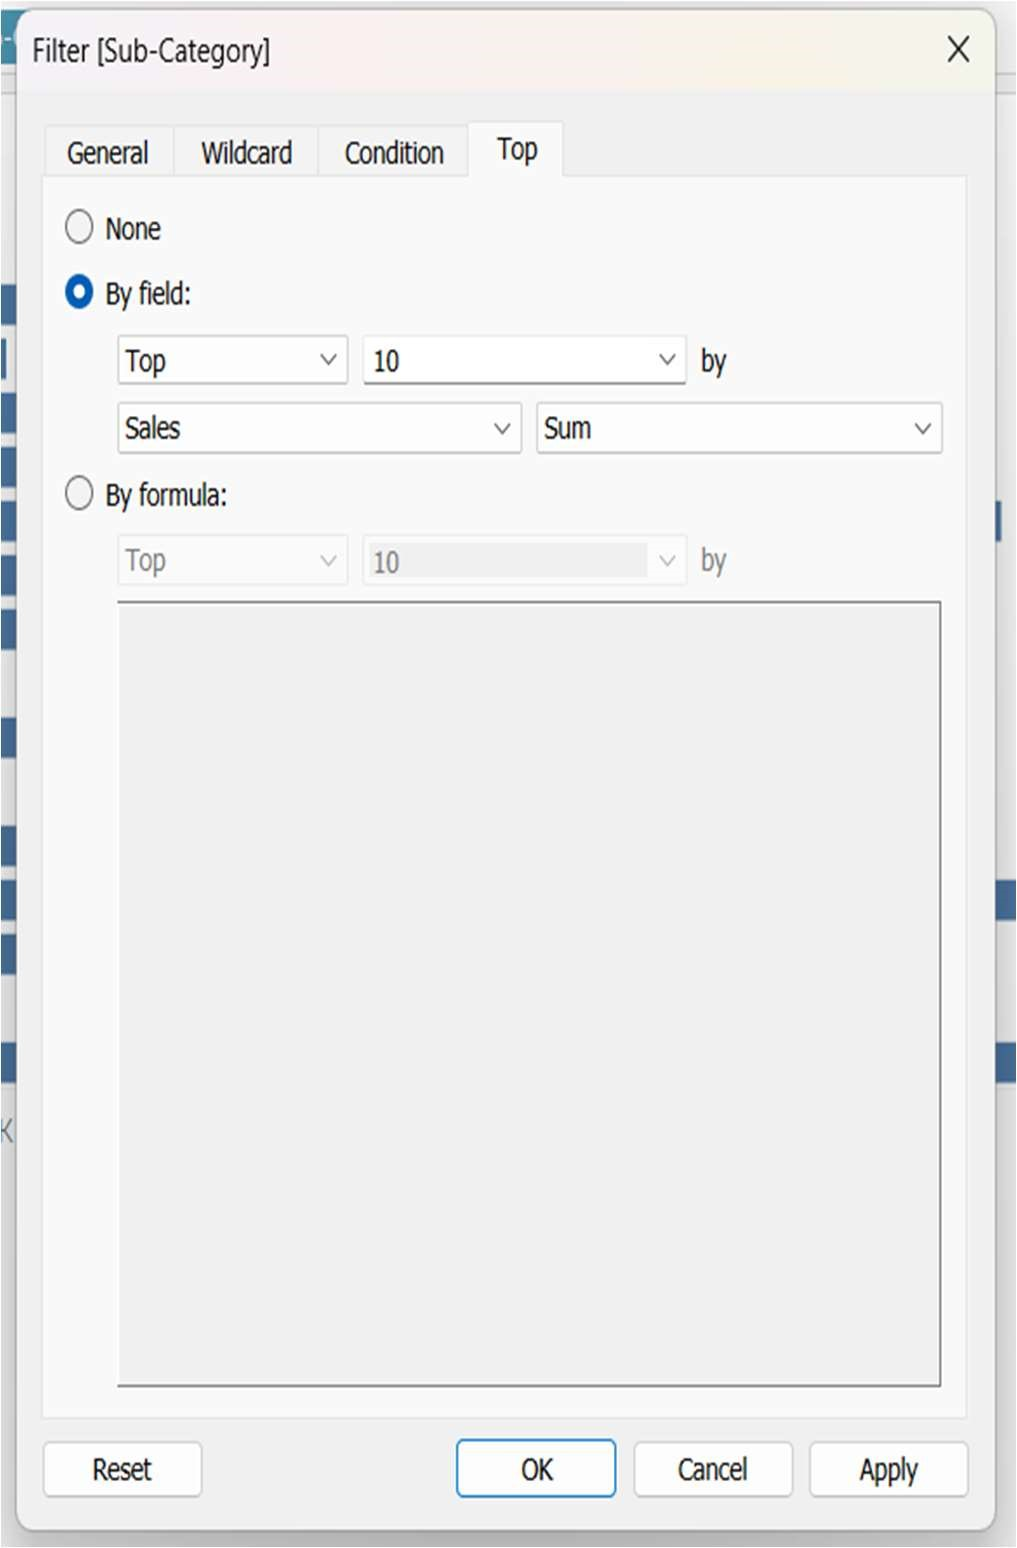 Filter [Sub-Category]
General Wildcard Condition Top
None
By field:
Top 10 by
Sales Sum
By formula:
Top 10 by
K
Reset OK Cancel Apply